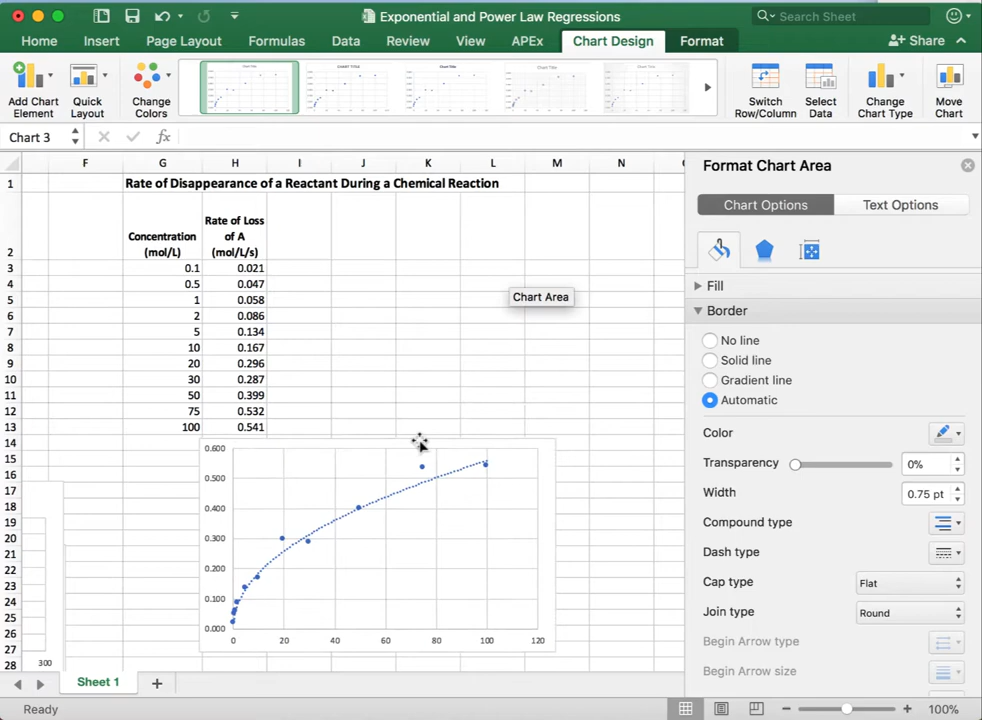 Exponential and Power Law Regressions
Search Sheet
Home Insert Page Layout Formulas Data Review View APEx Chart Design Format Share
Add Chart Element
Quick Layout
Change Colors
Switch Row/Column
Select Data
Change Chart Type
Move Chart
Chart 3
fx
F G H I J K L M N
1 Rate of Disappearance of a Reactant During a Chemical Reaction
2 Concentration (mol/L) Rate of Loss of A (mol/L/s)
3 0.1 0.021
4 0.5 0.047
5 1 0.058
6 2 0.086
7 5 0.134
8 10 0.167
9 20 0.296
10 30 0.287
11 50 0.399
12 75 0.532
13 100 0.541
14
15
16
17
18
19
20
21
22
23
24
25
26
27
28
Chart Area
0.600
0.500
0.400
0.300
0.200
0.100
0.000
0 20 40 60 80 100 120
300
Format Chart Area
Chart Options Text Options
Fill
Border
No line
Solid line
Gradient line
Automatic
Color
Transparency 0%
Width 0.75 pt
Compound type
Dash type
Cap type Flat
Join type Round
Begin Arrow type
Begin Arrow size
Sheet 1
Ready
100%